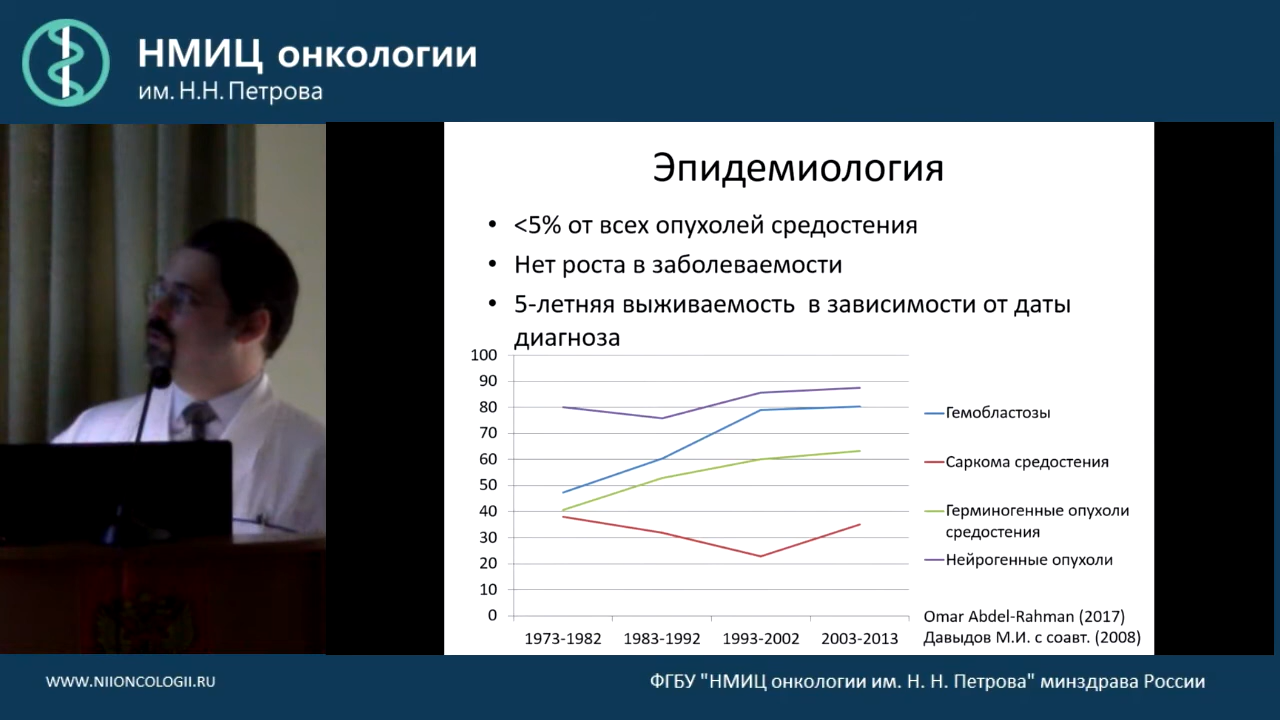 НМИЦ онкологии
им. Н.Н. Петрова
Эпидемиология
• <5% от всех опухолей средостения
• Нет роста в заболеваемости
• 5-летняя выживаемость в зависимости от даты
диагноза
100
90
80
70
60
50
40
30
20
10
0
1973-1982 1983-1992 1993-2002 2003-2013
Гемобластозы
Саркома средостения
Герминогенные опухоли
средостения
Нейрогенные опухоли
Omar Abdel-Rahman (2017)
Давыдов М.И. с соавт. (2008)
WWW.NIIONCOLOGII.RU
ФГБУ "НМИЦ онкологии им. Н. Н. Петрова" минздрава России